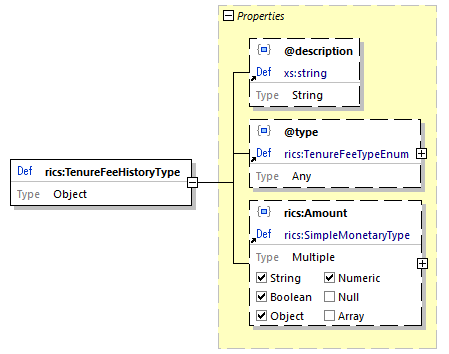 Properties
@description
Def xs:string
Type String
@type
Def rics:TenureFeeTypeEnum
Type Any
Def rics:TenureFeeHistoryType
Type Object
rics:Amount
Def rics:SimpleMonetaryType
Type Multiple
String Numeric
Boolean Null
Object Array